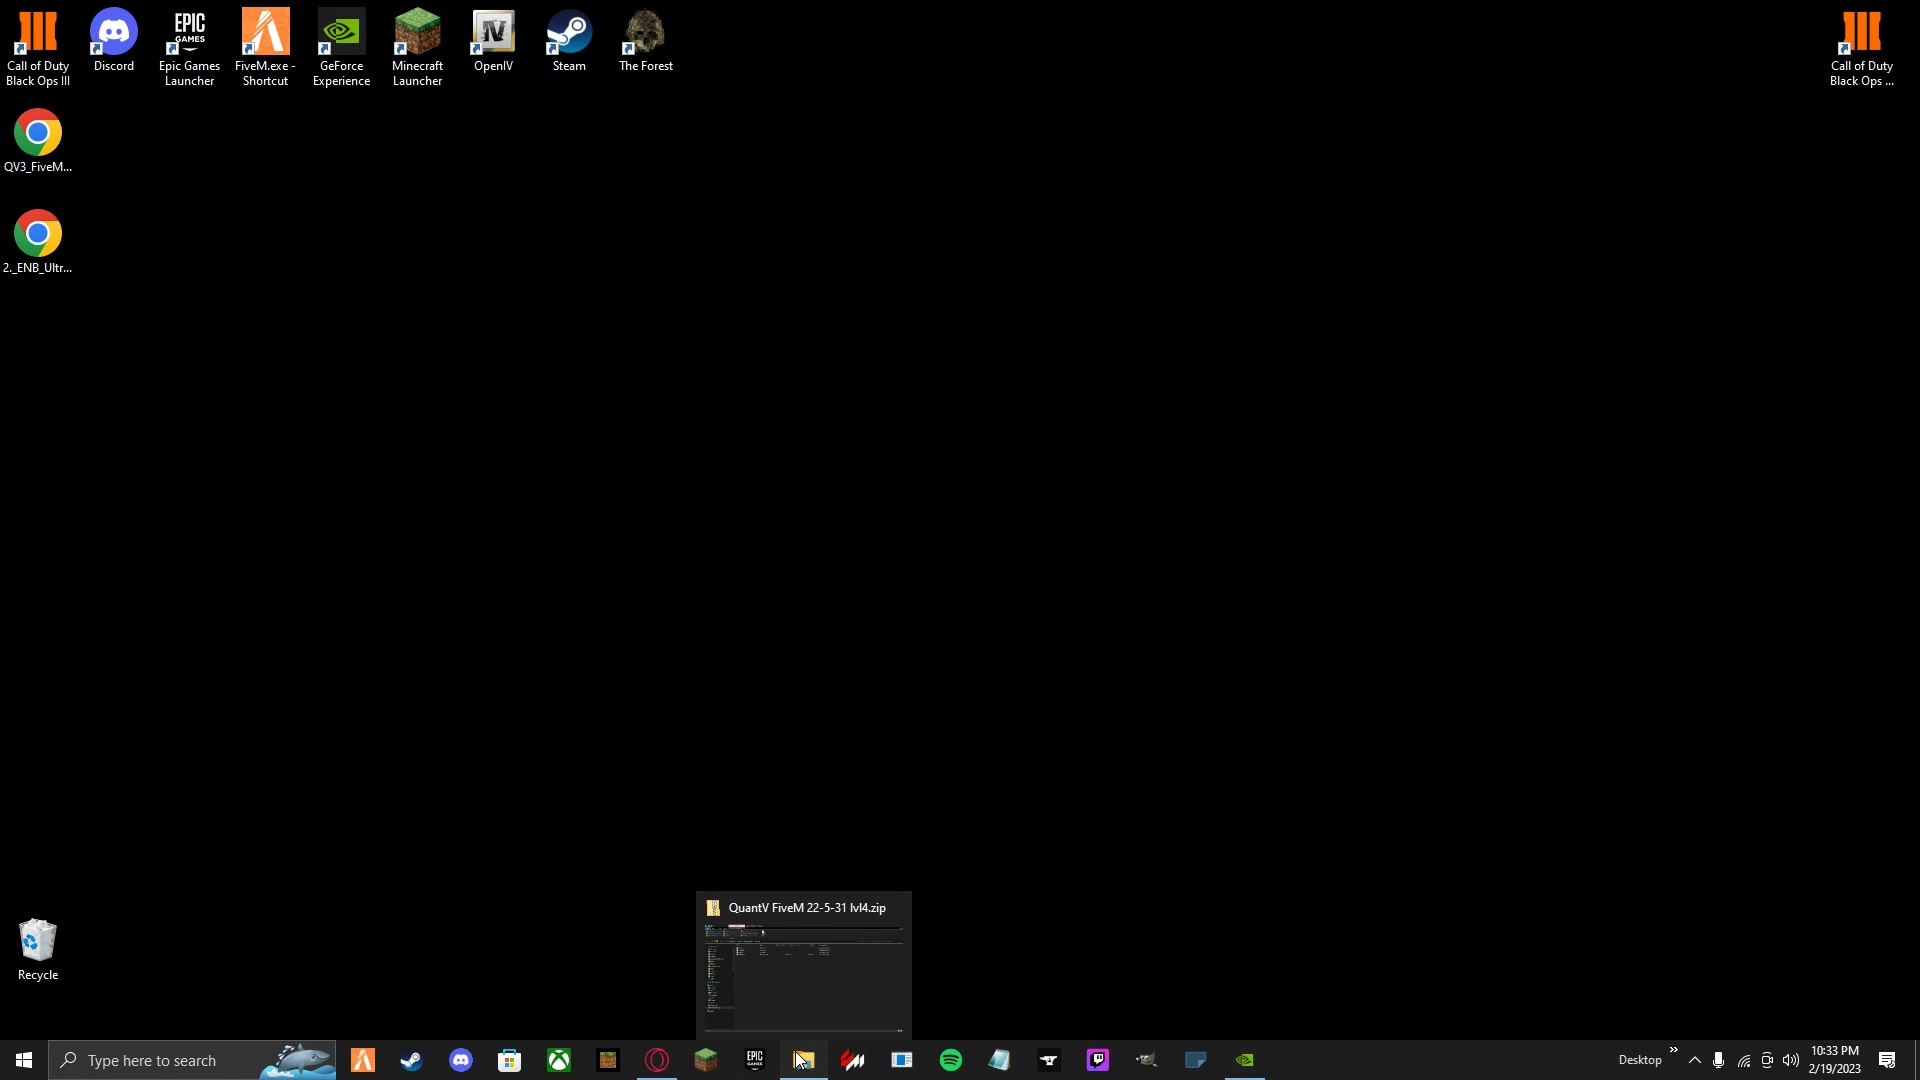 Call of Duty
Black Ops III
Discord
EPIC
GAMES
Epic Games
Launcher
FiveM.exe -
Shortcut
GeForce
Experience
Minecraft
Launcher
OpenIV
Steam
The Forest
Call of Duty
Black Ops ...
QV3_FiveM...
2._ENB_Ultr...
Recycle
QuantV FiveM 22-5-31 lvl4.zip
Type here to search
EPIC
GAMES
Desktop
10:33 PM
2/19/2023